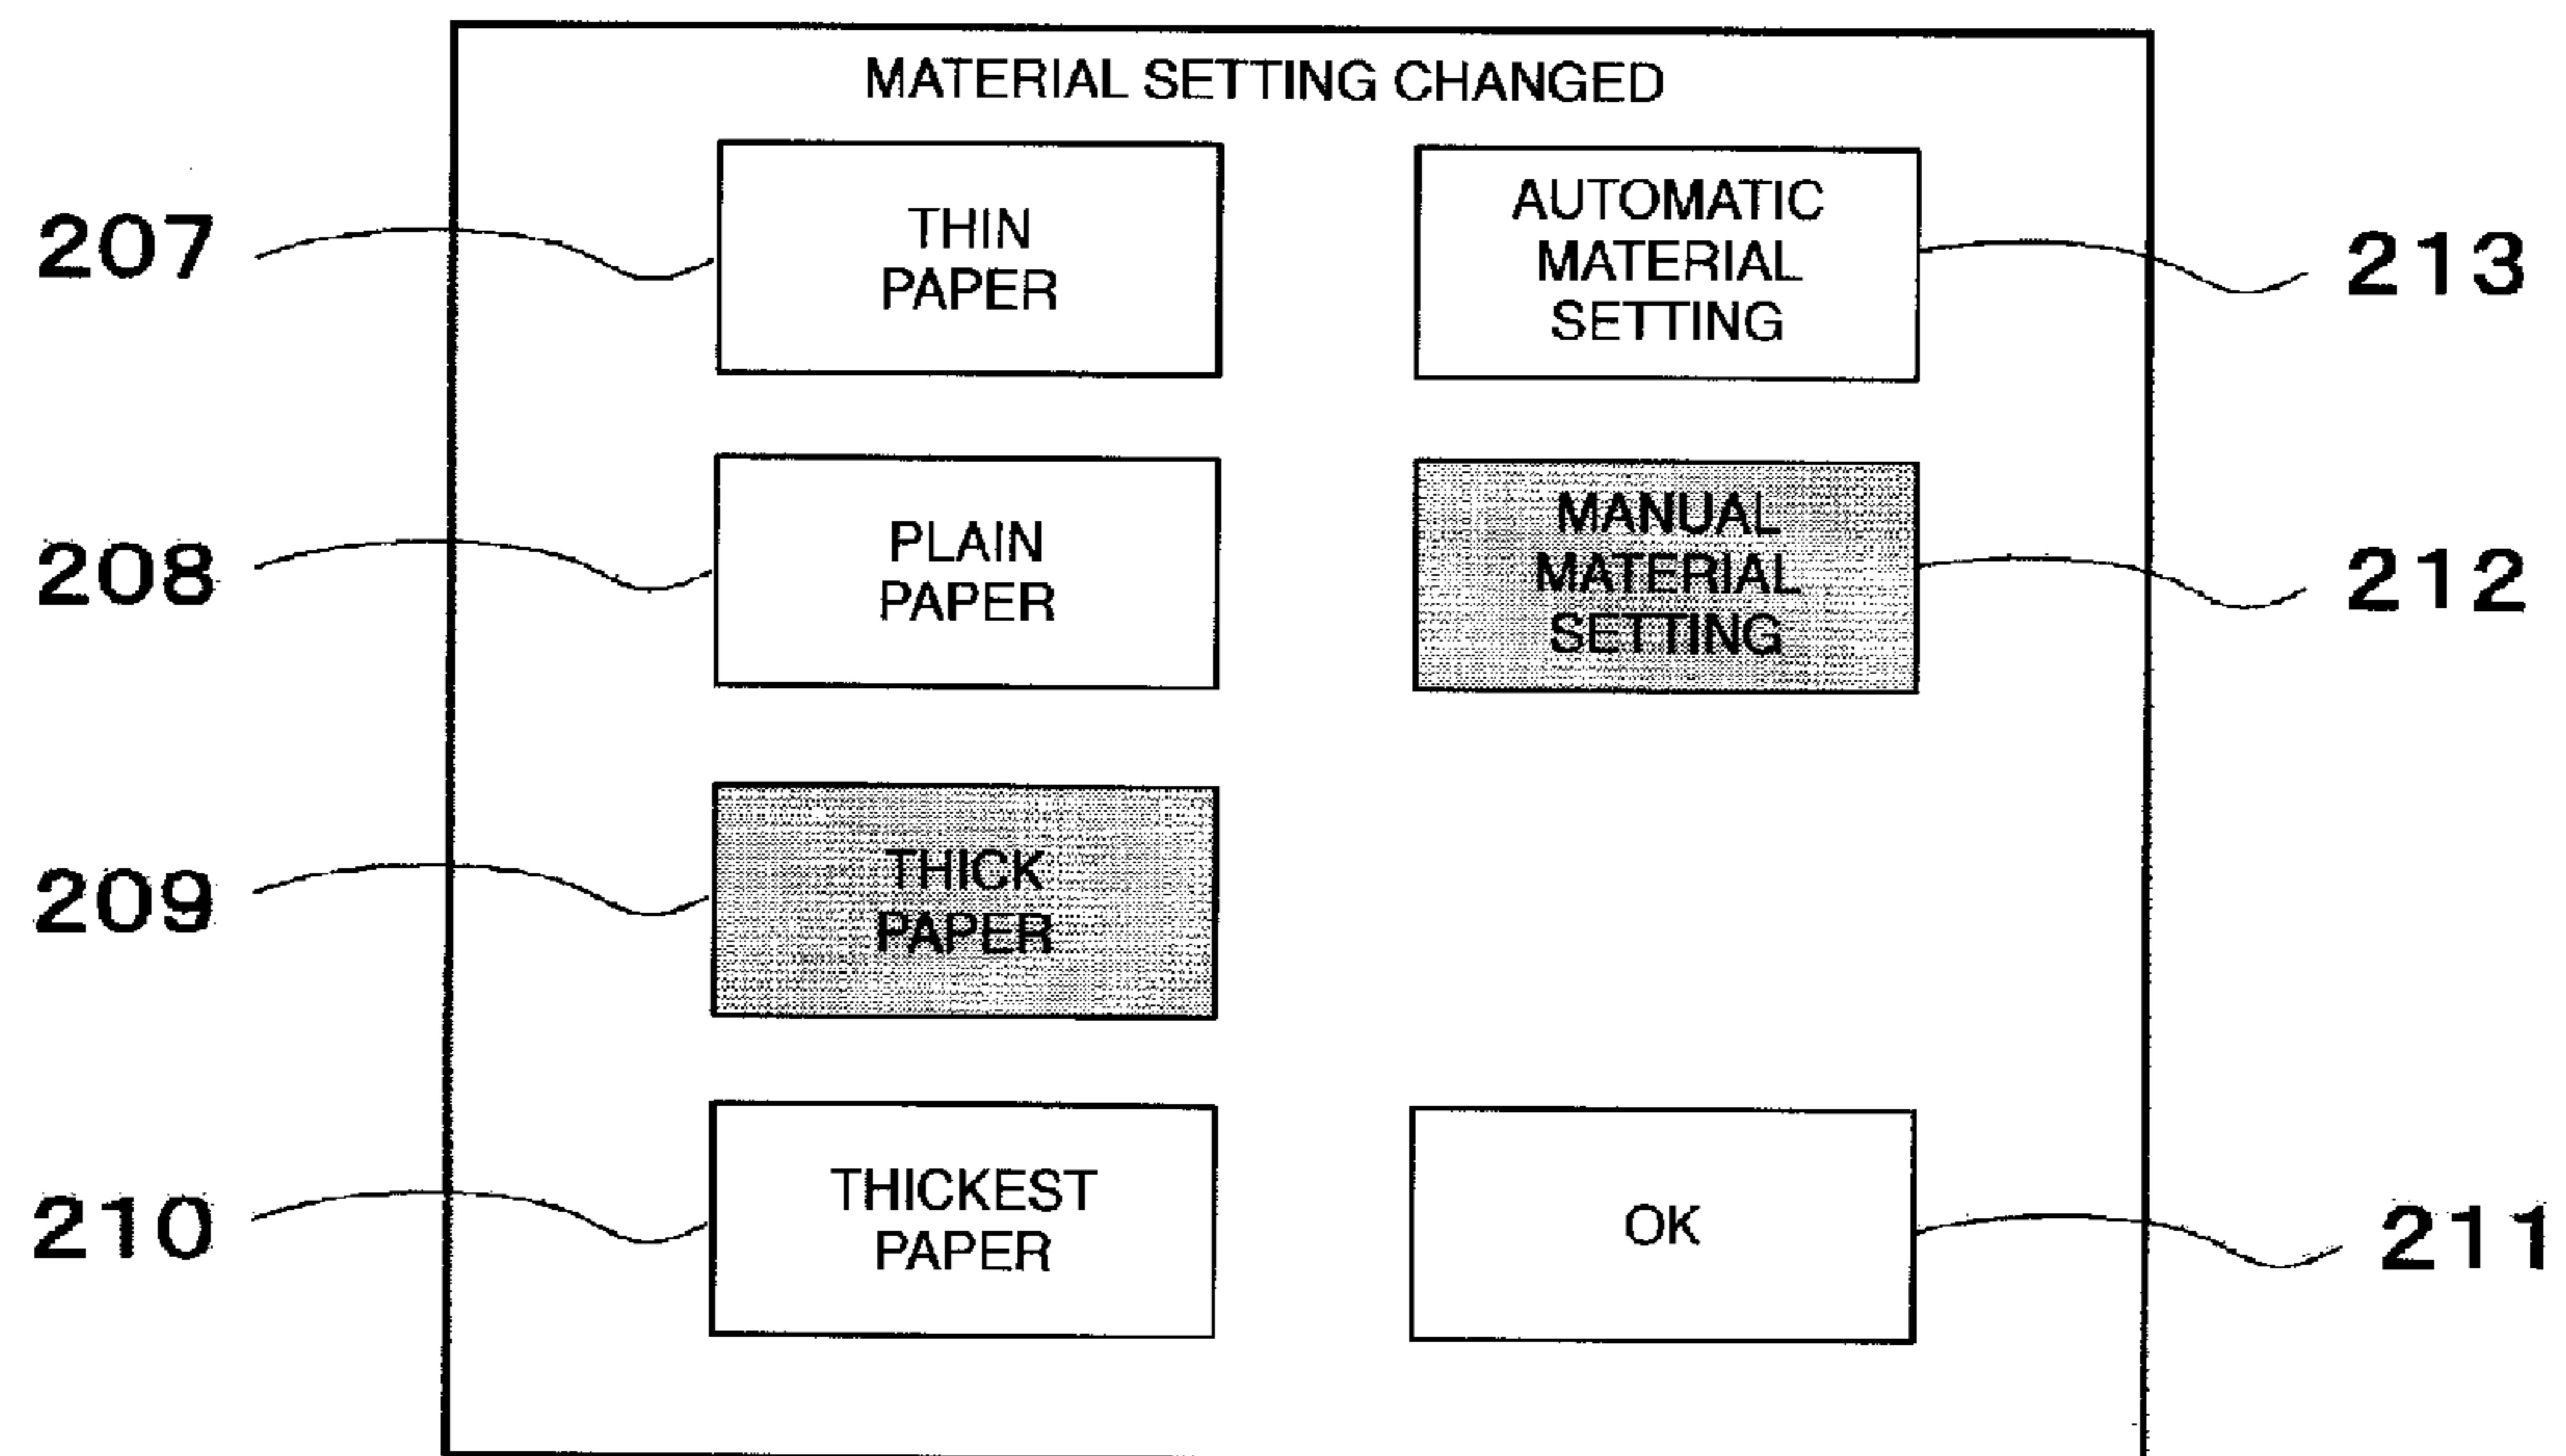 MATERIAL SETTING CHANGED
207
THIN
PAPER
AUTOMATIC
MATERIAL
SETTING
213
208
PLAIN
PAPER
MANUAL
MATERIAL
SETTING
212
209
THICK
PAPER
210
THICKEST
PAPER
OK
211